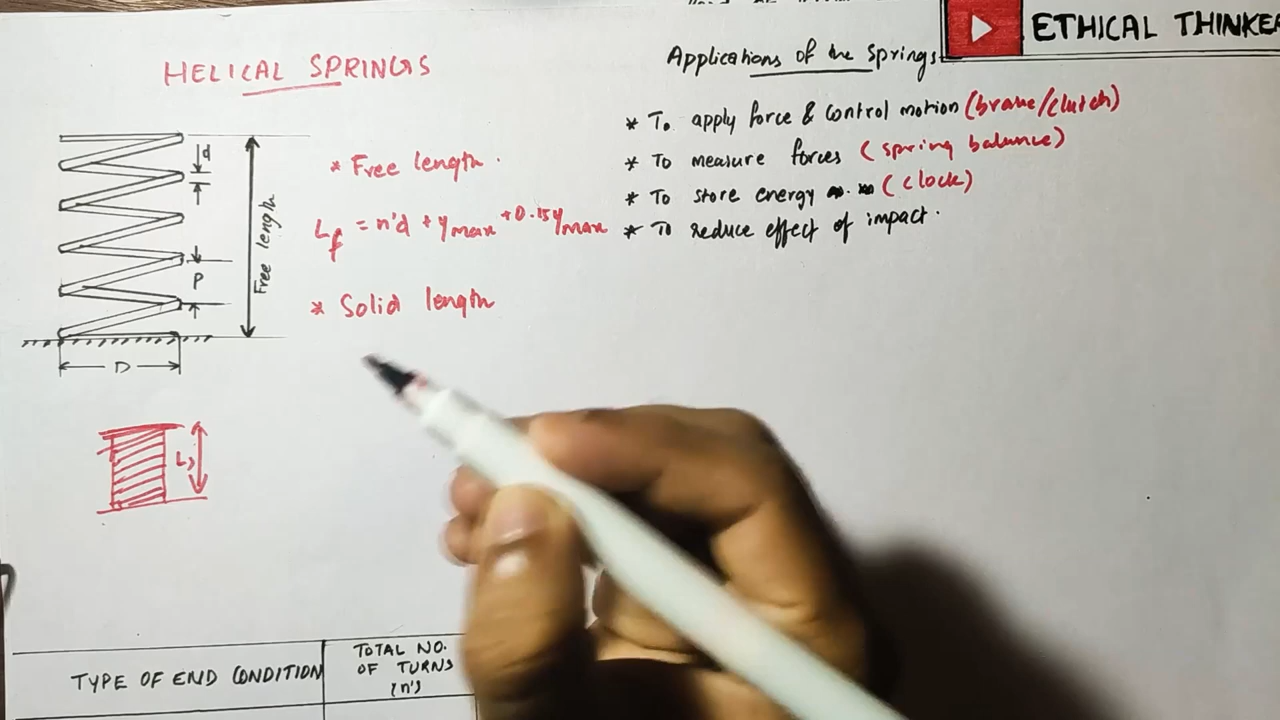 ETHICAL THINKER
HELICAL SPRINGS
d
P
D
Free length
* Free length.
Lf = n'd + ymax + 0.15ymax
* Solid length
Ls
Applications of the springs
* To apply force & control motion (brake/clutch)
* To measure forces (spring balance)
* To store energy (clock)
* To reduce effect of impact.
TYPE OF END CONDITION
TOTAL NO.
OF TURNS
(n')